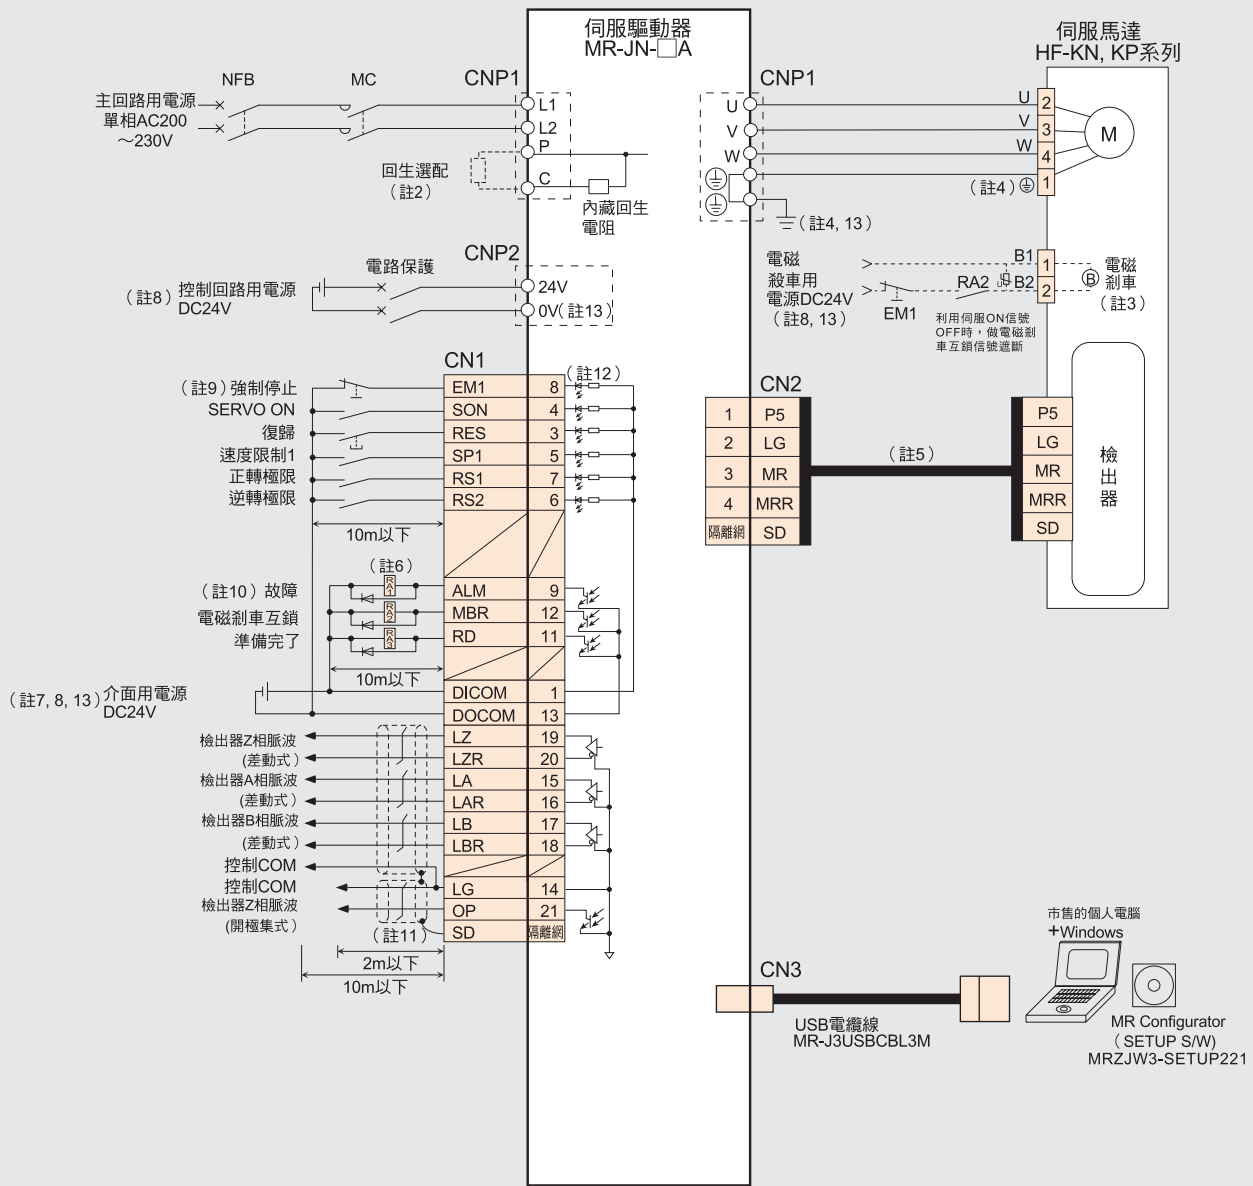 伺服驅動器
MR-JN-□A
伺服馬達
HF-KN, KP系列
CNP1
NFB
MC
主回路用電源
單相AC200
～230V
L1
L2
P
C
回生選配
（註2）
內藏回生
電阻
CNP1
U
V
W
U
V
W
2
3
4
1
M
（註4）
（註4, 13）
CNP2
電路保護
（註8）控制回路用電源
DC24V
24V
0V（註13）
電磁
殺車用
電源DC24V
（註8, 13）
EM1
RA2
U
B1
B2
1
2
B
電磁
剎車
（註3）
利用伺服ON信號
OFF時，做電磁剎
車互鎖信號遮斷
CN1
（註12）
（註9）強制停止 EM1 8
SERVO ON SON 4
復歸 RES 3
速度限制1 SP1 5
正轉極限 RS1 7
逆轉極限 RS2 6
10m以下
（註6）
（註10）故障 RA1 ALM 9
電磁剎車互鎖 RA2 MBR 12
準備完了 RA3 RD 11
10m以下
（註7, 8, 13）介面用電源
DC24V
DICOM 1
DOCOM 13
檢出器Z相脈波 LZ 19
(差動式） LZR 20
檢出器A相脈波 LA 15
(差動式） LAR 16
檢出器B相脈波 LB 17
(差動式） LBR 18
控制COM
控制COM LG 14
檢出器Z相脈波 OP 21
(開極集式） SD 隔離網
（註11）
2m以下
10m以下
CN2
1 P5
2 LG
3 MR
4 MRR
隔離網 SD
（註5）
P5
LG
MR
MRR
SD
檢出器
CN3
USB電纜線
MR-J3USBCBL3M
市售的個人電腦
+Windows
MR Configurator
（SETUP S/W)
MRZJW3-SETUP221